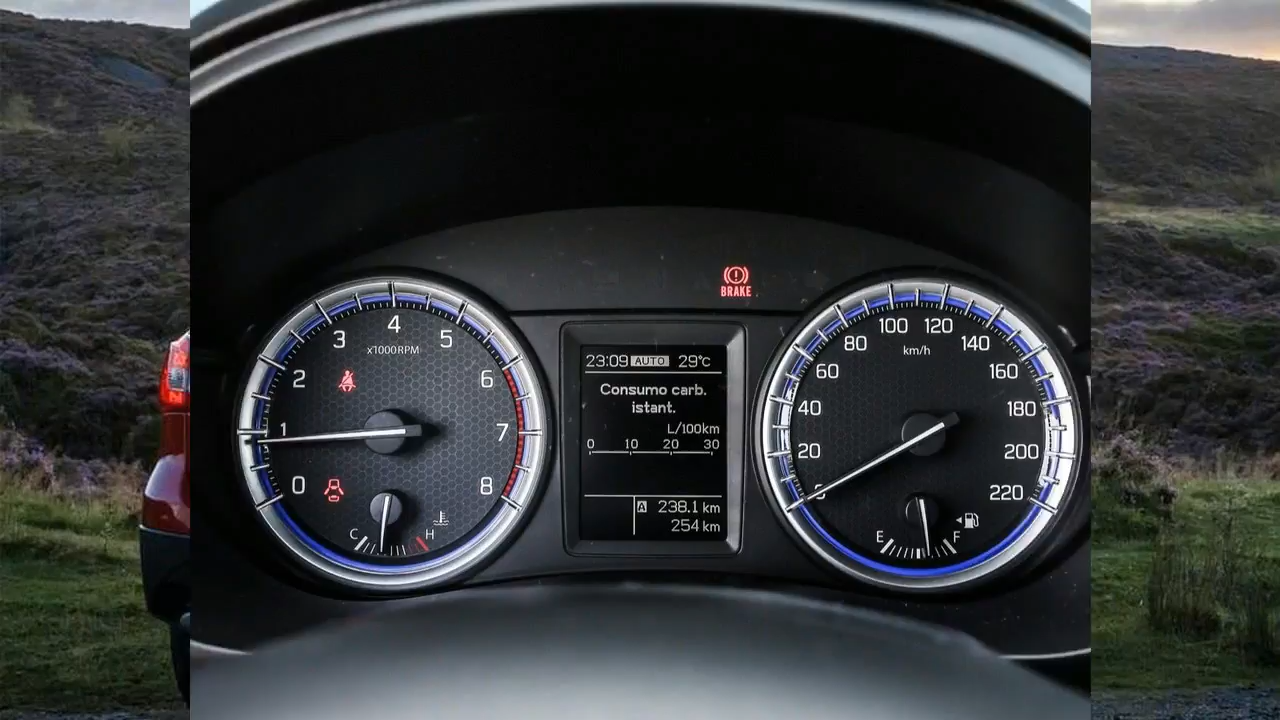 BRAKE
4
3
5
x1000RPM
2
6
1
7
0
8
C
H
23:09 AUTO 29°C
Consumo carb.
istant.
L/100km
0 10 20 30
A 238.1 km
254 km
100 120
80
140
km/h
60
160
40
180
20
200
0
220
E
F